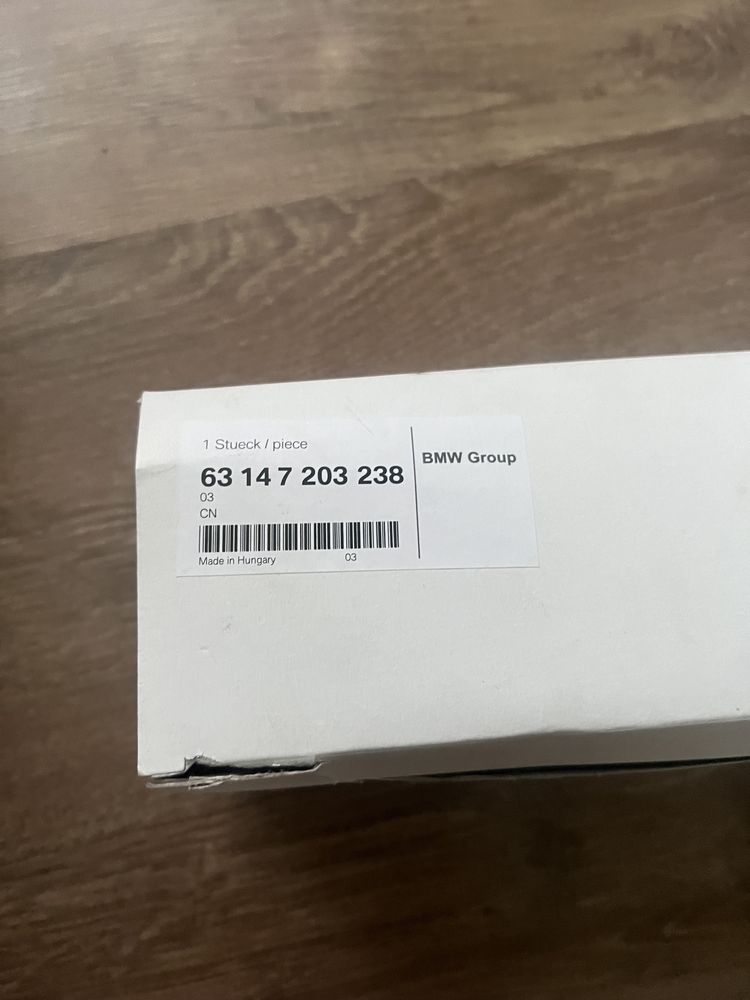 1 Stueck / piece
63 14 7 203 238
03
CN
Made in Hungary 03
BMW Group